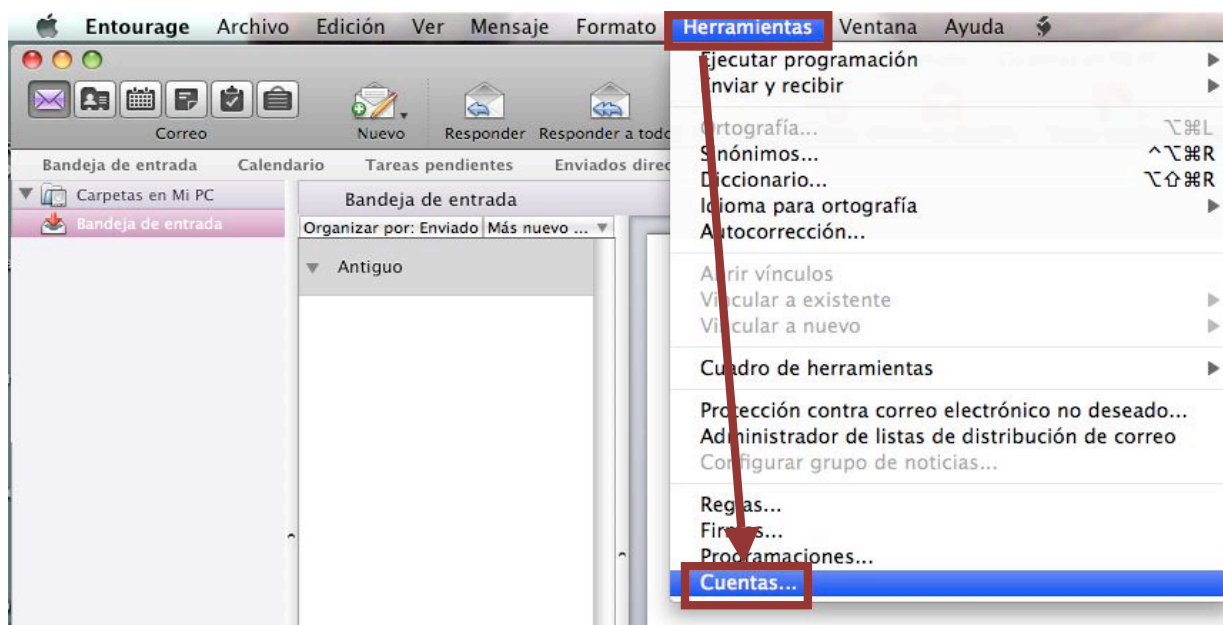 Entourage Archivo Edición Ver Mensaje Formato Herramientas Ventana Ayuda
Correo Nuevo Responder Responder a todo
Bandeja de entrada Calendario Tareas pendientes Enviados direc
Carpetas en Mi PC
Bandeja de entrada
Bandeja de entrada
Organizar por: Enviado Más nuevo ...
Antiguo
Ejecutar programación
Enviar y recibir
Ortografía... ⌥⌘L
Sinónimos... ^⌥⌘R
Diccionario... ⌥⇧⌘R
Idioma para ortografía
Autocorrección...
Abrir vínculos
Vincular a existente
Vincular a nuevo
Cuadro de herramientas
Protección contra correo electrónico no deseado...
Administrador de listas de distribución de correo
Configurar grupo de noticias...
Reglas...
Firmas...
Programaciones...
Cuentas...